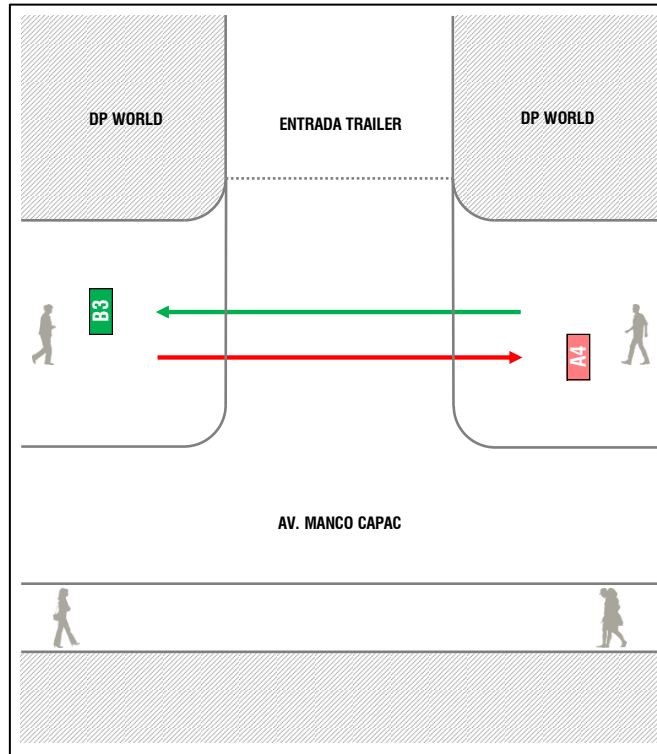 DP WORLD
ENTRADA TRAILER
DP WORLD
B3
A4
AV. MANCO CAPAC